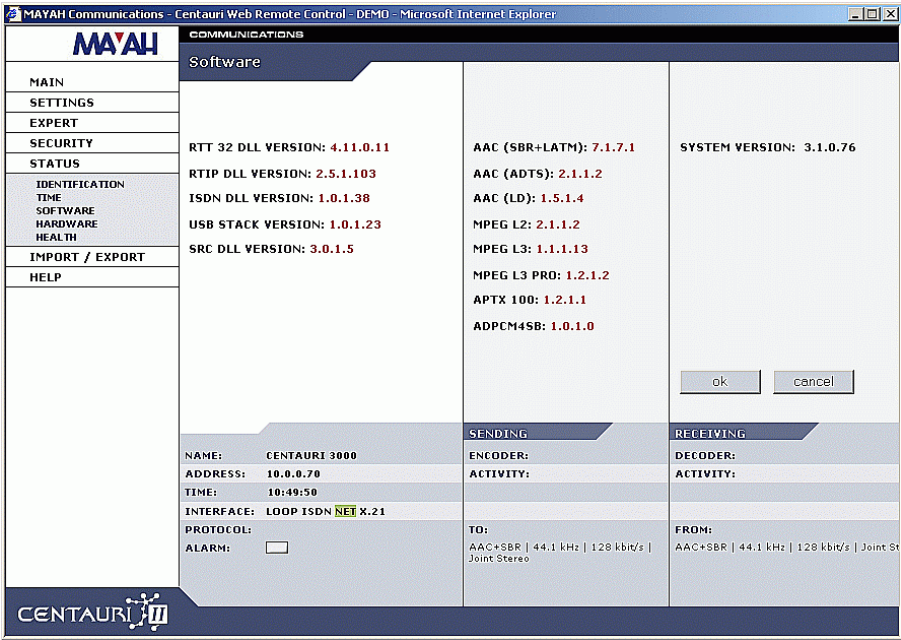 MAYAH Communications - Centauri Web Remote Control - DEMO - Microsoft Internet Explorer
MAYAH
COMMUNICATIONS
Software
MAIN
SETTINGS
EXPERT
SECURITY
STATUS
IDENTIFICATION
TIME
SOFTWARE
HARDWARE
HEALTH
IMPORT / EXPORT
HELP
RTT 32 DLL VERSION: 4.11.0.11
RTIP DLL VERSION: 2.5.1.103
ISDN DLL VERSION: 1.0.1.38
USB STACK VERSION: 1.0.1.23
SRC DLL VERSION: 3.0.1.5
AAC (SBR+LATM): 7.1.7.1
AAC (ADTS): 2.1.1.2
AAC (LD): 1.5.1.4
MPEG L2: 2.1.1.2
MPEG L3: 1.1.1.13
MPEG L3 PRO: 1.2.1.2
APTX 100: 1.2.1.1
ADPCM4SB: 1.0.1.0
SYSTEM VERSION: 3.1.0.76
ok
cancel
NAME: CENTAURI 3000
ADDRESS: 10.0.0.70
TIME: 10:49:50
INTERFACE: LOOP ISDN NET X.21
PROTOCOL:
ALARM:
SENDING
ENCODER:
ACTIVITY:
TO:
AAC+SBR | 44.1 kHz | 128 kbit/s |
Joint Stereo
RECEIVING
DECODER:
ACTIVITY:
FROM:
AAC+SBR | 44.1 kHz | 128 kbit/s | Joint St
CENTAURI II